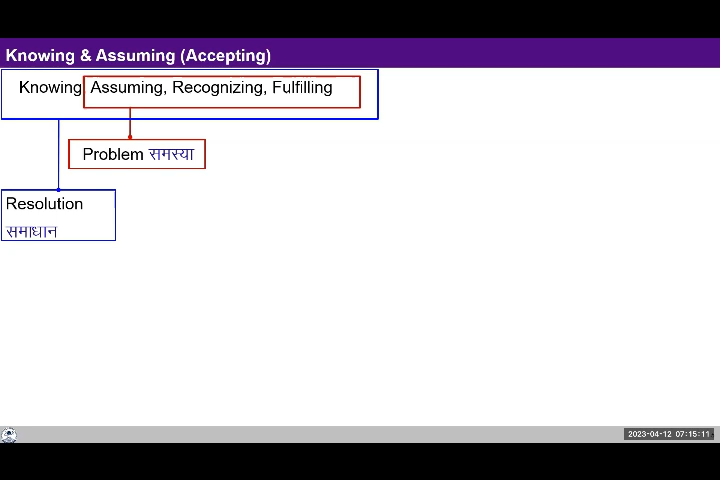 Knowing & Assuming (Accepting)
Knowing Assuming, Recognizing, Fulfilling
Problem समस्या
Resolution
समाधान
2023-04-12 07:15:11